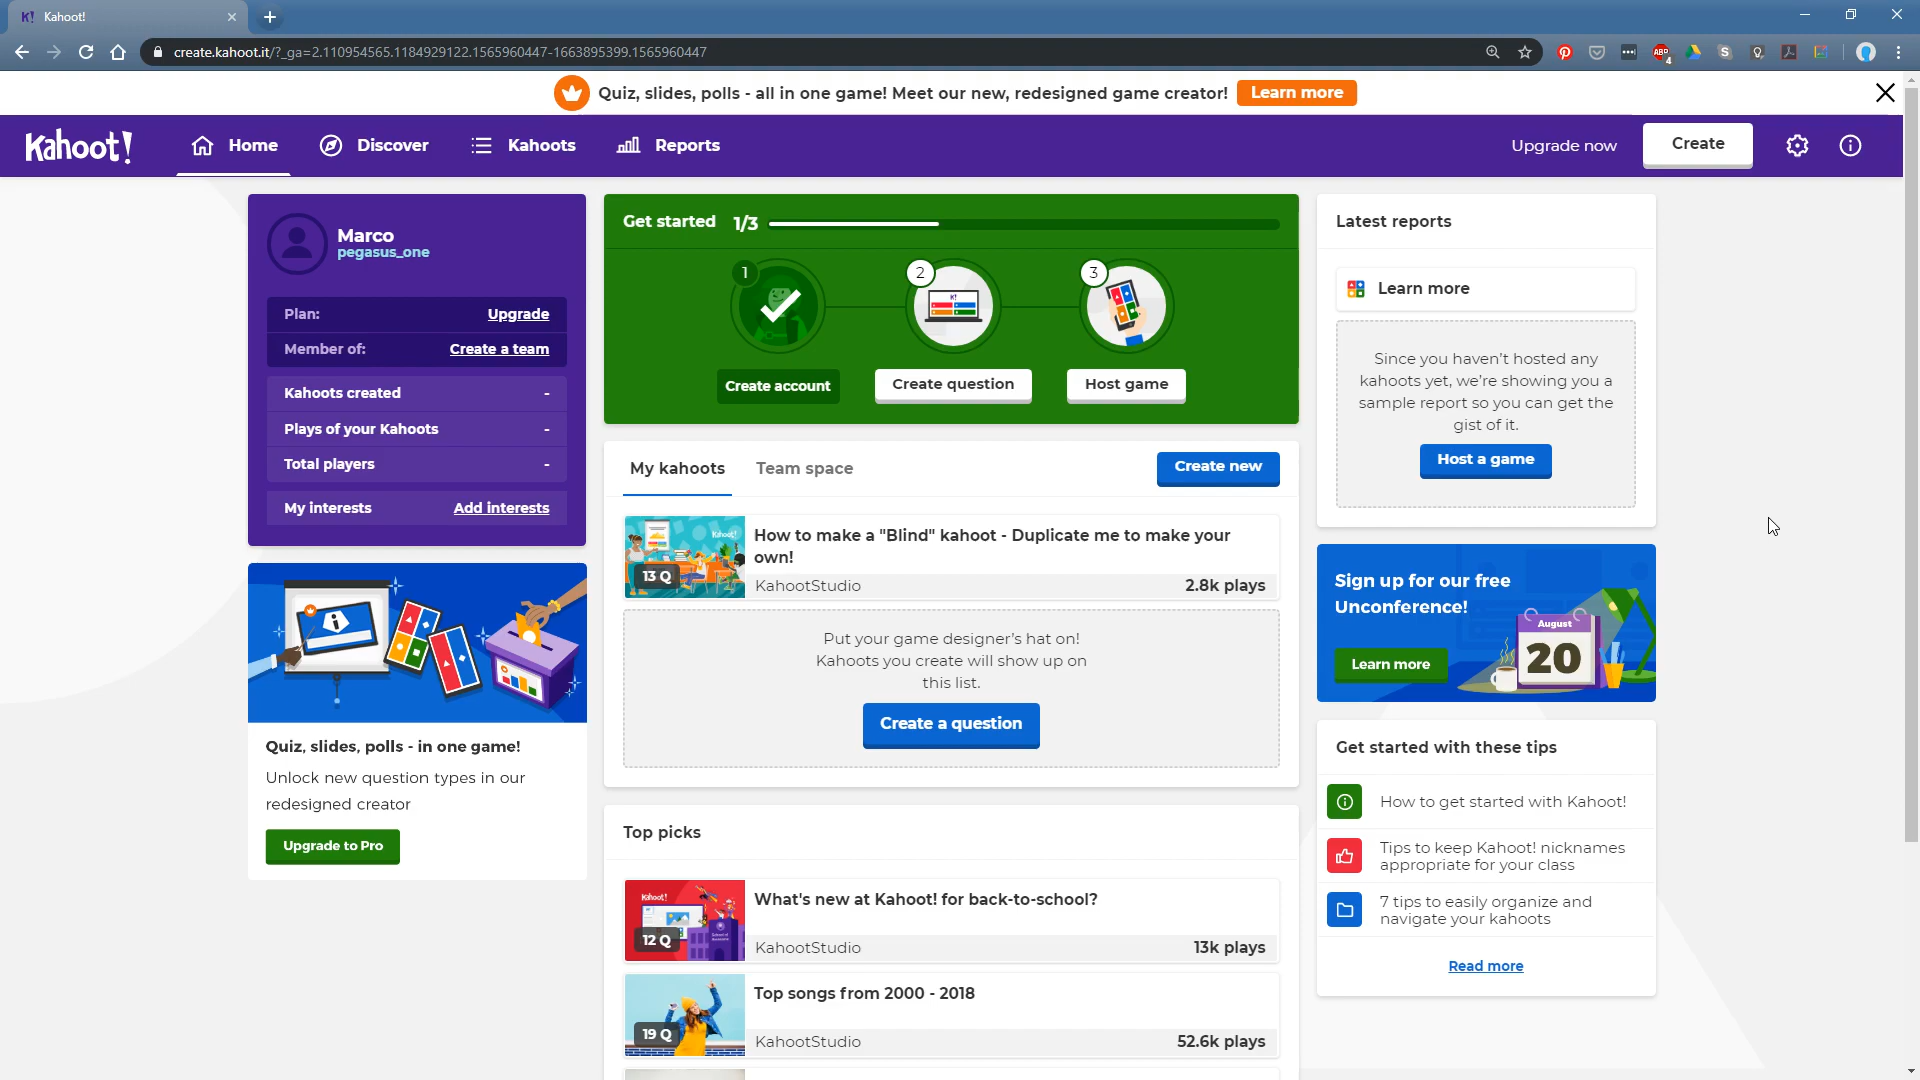 Kahoot!
create.kahoot.it/?_ga=2.110954565.1184929122.1565960447-1663895399.1565960447
ABP
4
S
Quiz, slides, polls - all in one game! Meet our new, redesigned game creator!
Learn more
Kahoot!
Home
Discover
Kahoots
Reports
Upgrade now
Create
Marco
pegasus_one
Plan:
Upgrade
Member of:
Create a team
Kahoots created
-
Plays of your Kahoots
-
Total players
-
My interests
Add interests
Quiz, slides, polls - in one game!
Unlock new question types in our
redesigned creator
Upgrade to Pro
Get started
1/3
1
2
3
K!
Create account
Create question
Host game
My kahoots
Team space
Create new
Kahoot!
13 Q
How to make a "Blind" kahoot - Duplicate me to make your
own!
KahootStudio
2.8k plays
Put your game designer's hat on!
Kahoots you create will show up on
this list.
Create a question
Top picks
Kahoot!
12 Q
What's new at Kahoot! for back-to-school?
KahootStudio
13k plays
19 Q
Top songs from 2000 - 2018
KahootStudio
52.6k plays
Latest reports
Learn more
Since you haven't hosted any
kahoots yet, we're showing you a
sample report so you can get the
gist of it.
Host a game
Sign up for our free
Unconference!
Learn more
August
20
Get started with these tips
How to get started with Kahoot!
Tips to keep Kahoot! nicknames
appropriate for your class
7 tips to easily organize and
navigate your kahoots
Read more